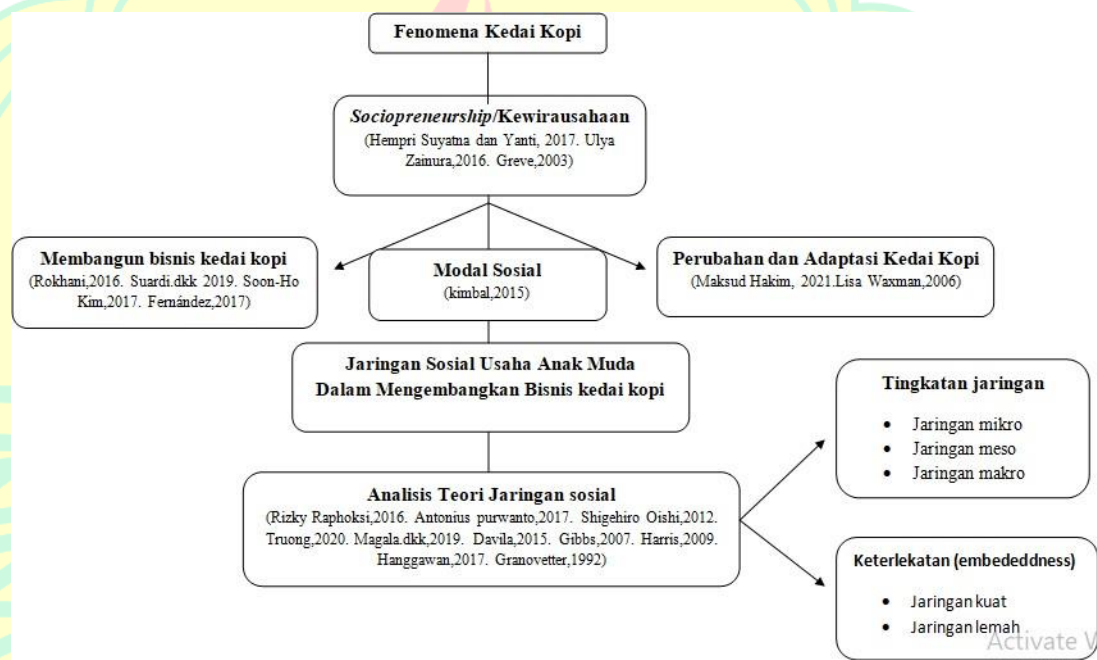 Fenomena Kedai Kopi
Sociopreneurship/Kewirausahaan
(Hempri Suyatna dan Yanti, 2017. Ulya
Zainura,2016. Greve,2003)
Membangun bisnis kedai kopi
(Rokhani,2016. Suardi.dkk 2019. Soon-Ho
Kim,2017. Fernández,2017)
Modal Sosial
(kimbal,2015)
Perubahan dan Adaptasi Kedai Kopi
(Maksud Hakim, 2021.Lisa Waxman,2006)
Jaringan Sosial Usaha Anak Muda
Dalam Mengembangkan Bisnis kedai kopi
Analisis Teori Jaringan sosial
(Rizky Raphoksi,2016. Antonius purwanto,2017. Shigehiro Oishi,2012.
Truong,2020. Magala.dkk,2019. Davila,2015. Gibbs,2007. Harris,2009.
Hanggawan,2017. Granovetter,1992)
Tingkatan jaringan
• Jaringan mikro
• Jaringan meso
• Jaringan makro
Keterlekatan (embededdness)
• Jaringan kuat
• Jaringan lemah
Activate